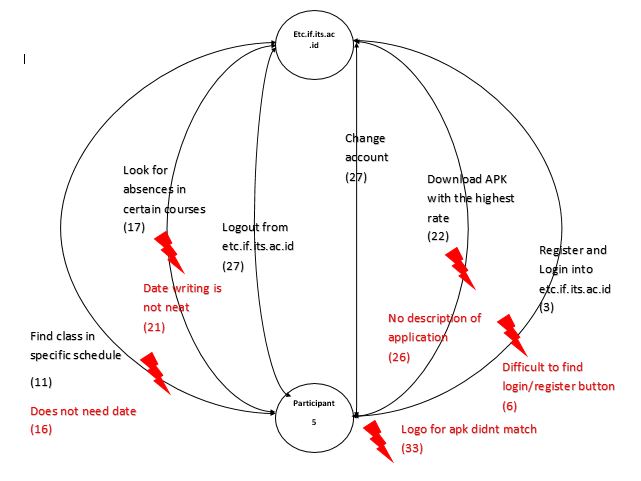 Etc.if.its.ac
.id
Change
account
(27)
Look for
absences in
certain courses
(17)
Download APK
with the highest
rate
(22)
Logout from
etc.if.its.ac.id
(27)
Register and
Login into
etc.if.its.ac.id
(3)
Date writing is
not neat
(21)
No description of
application
(26)
Find class in
specific schedule
(11)
Difficult to find
login/register button
(6)
Does not need date
(16)
Participant
5
Logo for apk didnt match
(33)